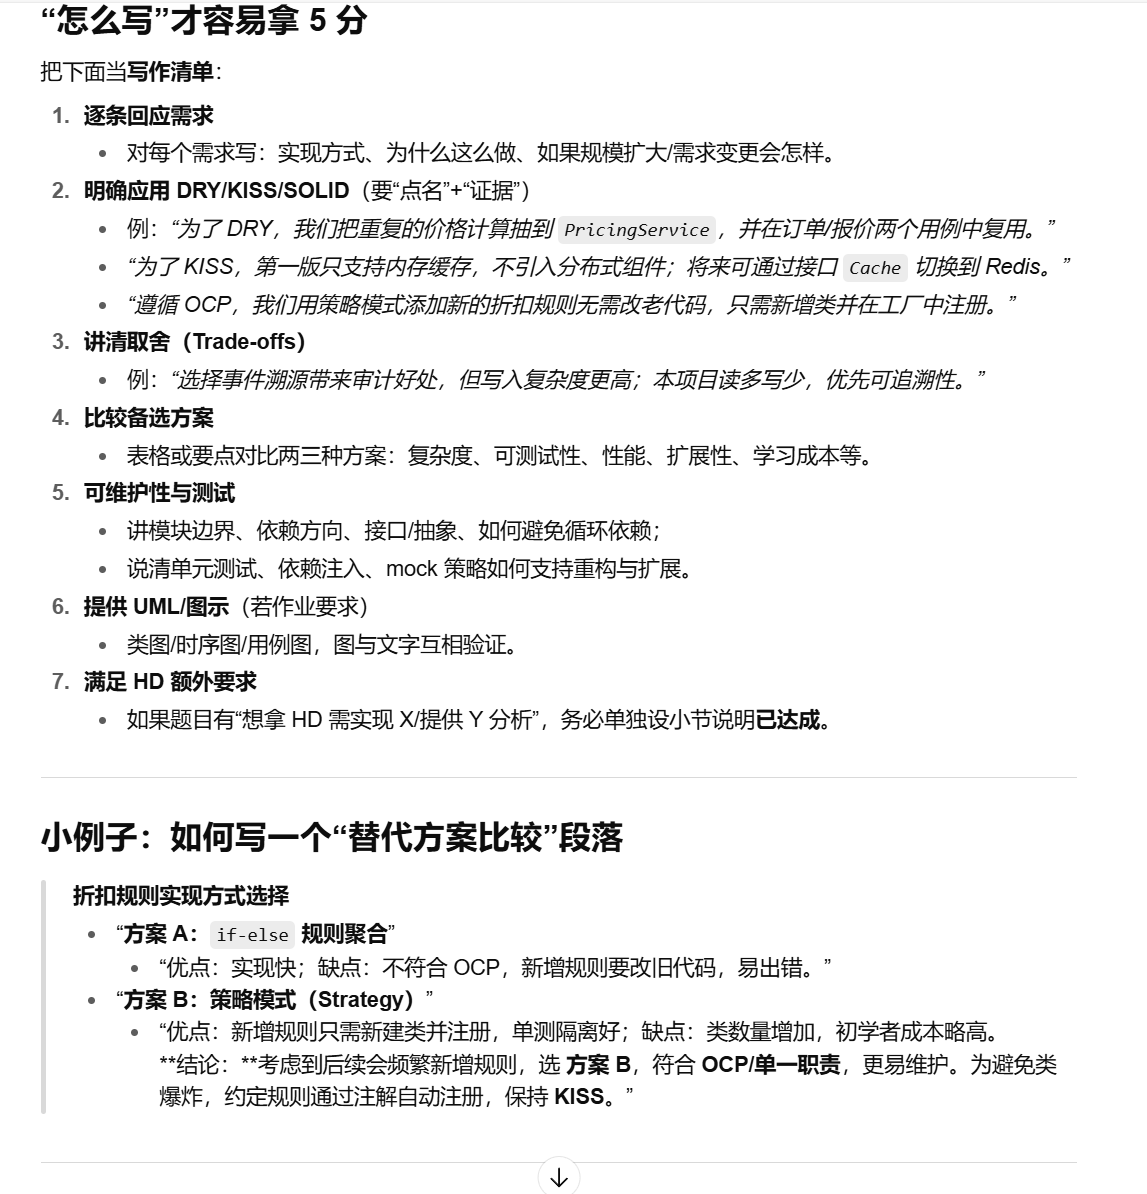 “怎么写”才容易拿 5 分
把下面当写作清单：
1. 逐条回应需求
• 对每个需求写：实现方式、为什么这么做、如果规模扩大/需求变更会怎样。
2. 明确应用 DRY/KISS/SOLID（要“点名”+“证据”）
• 例：“为了 DRY，我们把重复的价格计算抽到 PricingService ，并在订单/报价两个用例中复用。”
• “为了 KISS，第一版只支持内存缓存，不引入分布式组件；将来可通过接口 Cache 切换到 Redis。”
• “遵循 OCP，我们用策略模式添加新的折扣规则无需改老代码，只需新增类并在工厂中注册。”
3. 讲清取舍（Trade-offs）
• 例：“选择事件溯源带来审计好处，但写入复杂度更高；本项目读多写少，优先可追溯性。”
4. 比较备选方案
• 表格或要点对比两三种方案：复杂度、可测试性、性能、扩展性、学习成本等。
5. 可维护性与测试
• 讲模块边界、依赖方向、接口/抽象、如何避免循环依赖；
• 说清单元测试、依赖注入、mock 策略如何支持重构与扩展。
6. 提供 UML/图示（若作业要求）
• 类图/时序图/用例图，图与文字互相验证。
7. 满足 HD 额外要求
• 如果题目有“想拿 HD 需实现 X/提供 Y 分析”，务必单独设小节说明已达成。
小例子：如何写一个“替代方案比较”段落
折扣规则实现方式选择
• “方案 A：if-else 规则聚合”
• “优点：实现快；缺点：不符合 OCP，新增规则要改旧代码，易出错。”
• “方案 B：策略模式（Strategy）”
• “优点：新增规则只需新建类并注册，单测隔离好；缺点：类数量增加，初学者成本略高。
**结论：**考虑到后续会频繁新增规则，选 方案 B，符合 OCP/单一职责，更易维护。为避免类
爆炸，约定规则通过注解自动注册，保持 KISS。”